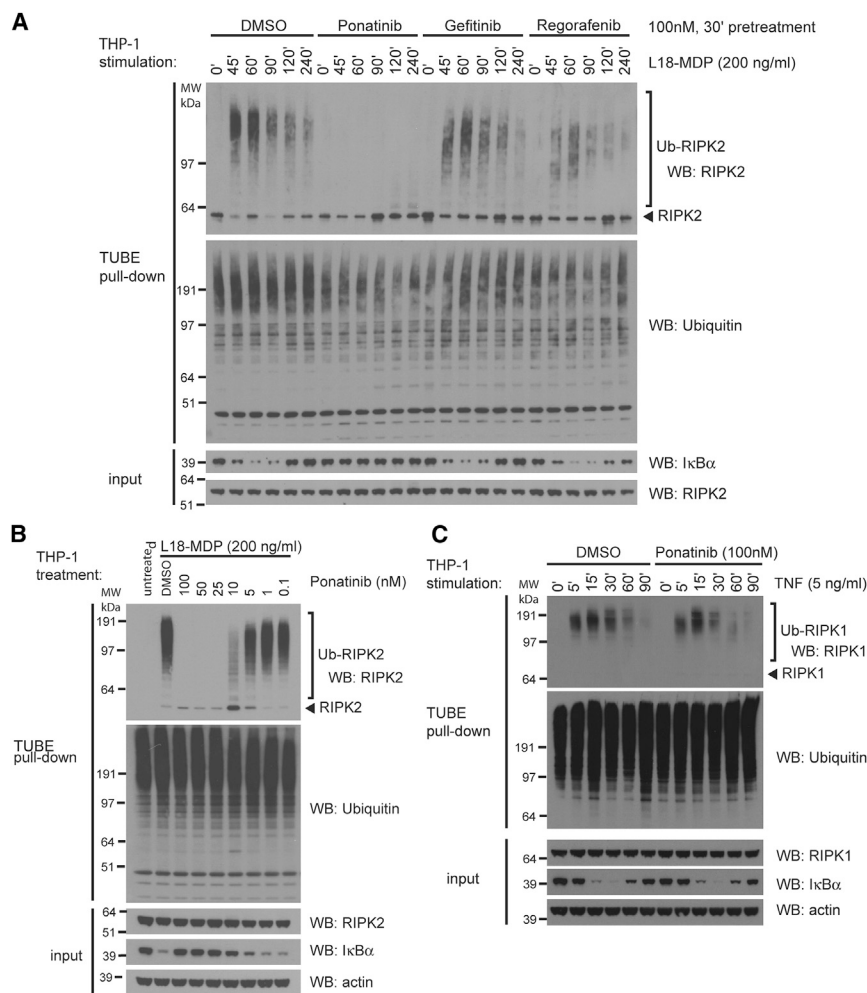 A
DMSO Ponatinib Gefitinib Regorafenib 100nM, 30' pretreatment
THP-1
stimulation: 0' 45' 60' 90' 120' 240' 0' 45' 60' 90' 120' 240' 0' 45' 60' 90' 120' 240' 0' 45' 60' 90' 120' 240' L18-MDP (200 ng/ml)
MW
kDa
97
64
Ub-RIPK2
WB: RIPK2
RIPK2
TUBE
pull-down
191
97
64
51
WB: Ubiquitin
input
39
WB: IκBα
64
51
WB: RIPK2
B
THP-1
treatment:
L18-MDP (200 ng/ml)
untreated DMSO 100 50 25 10 5 1 0.1 Ponatinib (nM)
MW
kDa
191
97
64
Ub-RIPK2
WB: RIPK2
RIPK2
TUBE
pull-down
191
97
64
51
WB: Ubiquitin
input
64
51
WB: RIPK2
39
WB: IκBα
39
WB: actin
C
DMSO Ponatinib (100nM)
THP-1
stimulation: 0' 5' 15' 30' 60' 90' 0' 5' 15' 30' 60' 90' TNF (5 ng/ml)
MW
kDa
191
97
64
Ub-RIPK1
WB: RIPK1
RIPK1
TUBE
pull-down
191
97
64
WB: Ubiquitin
input
64
WB: RIPK1
39
WB: IκBα
39
WB: actin